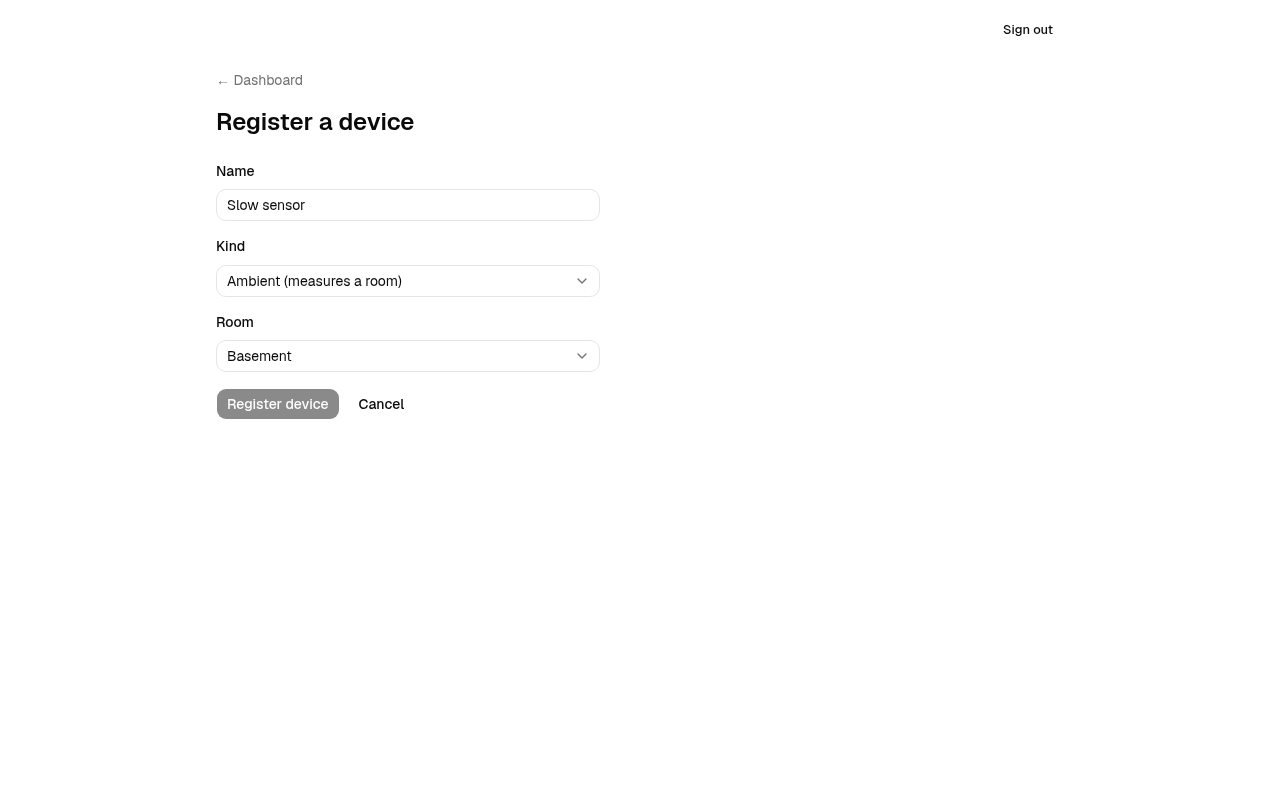 Sign out
← Dashboard
Register a device
Name
Slow sensor
Kind
Ambient (measures a room)
Room
Basement
Register device
Cancel